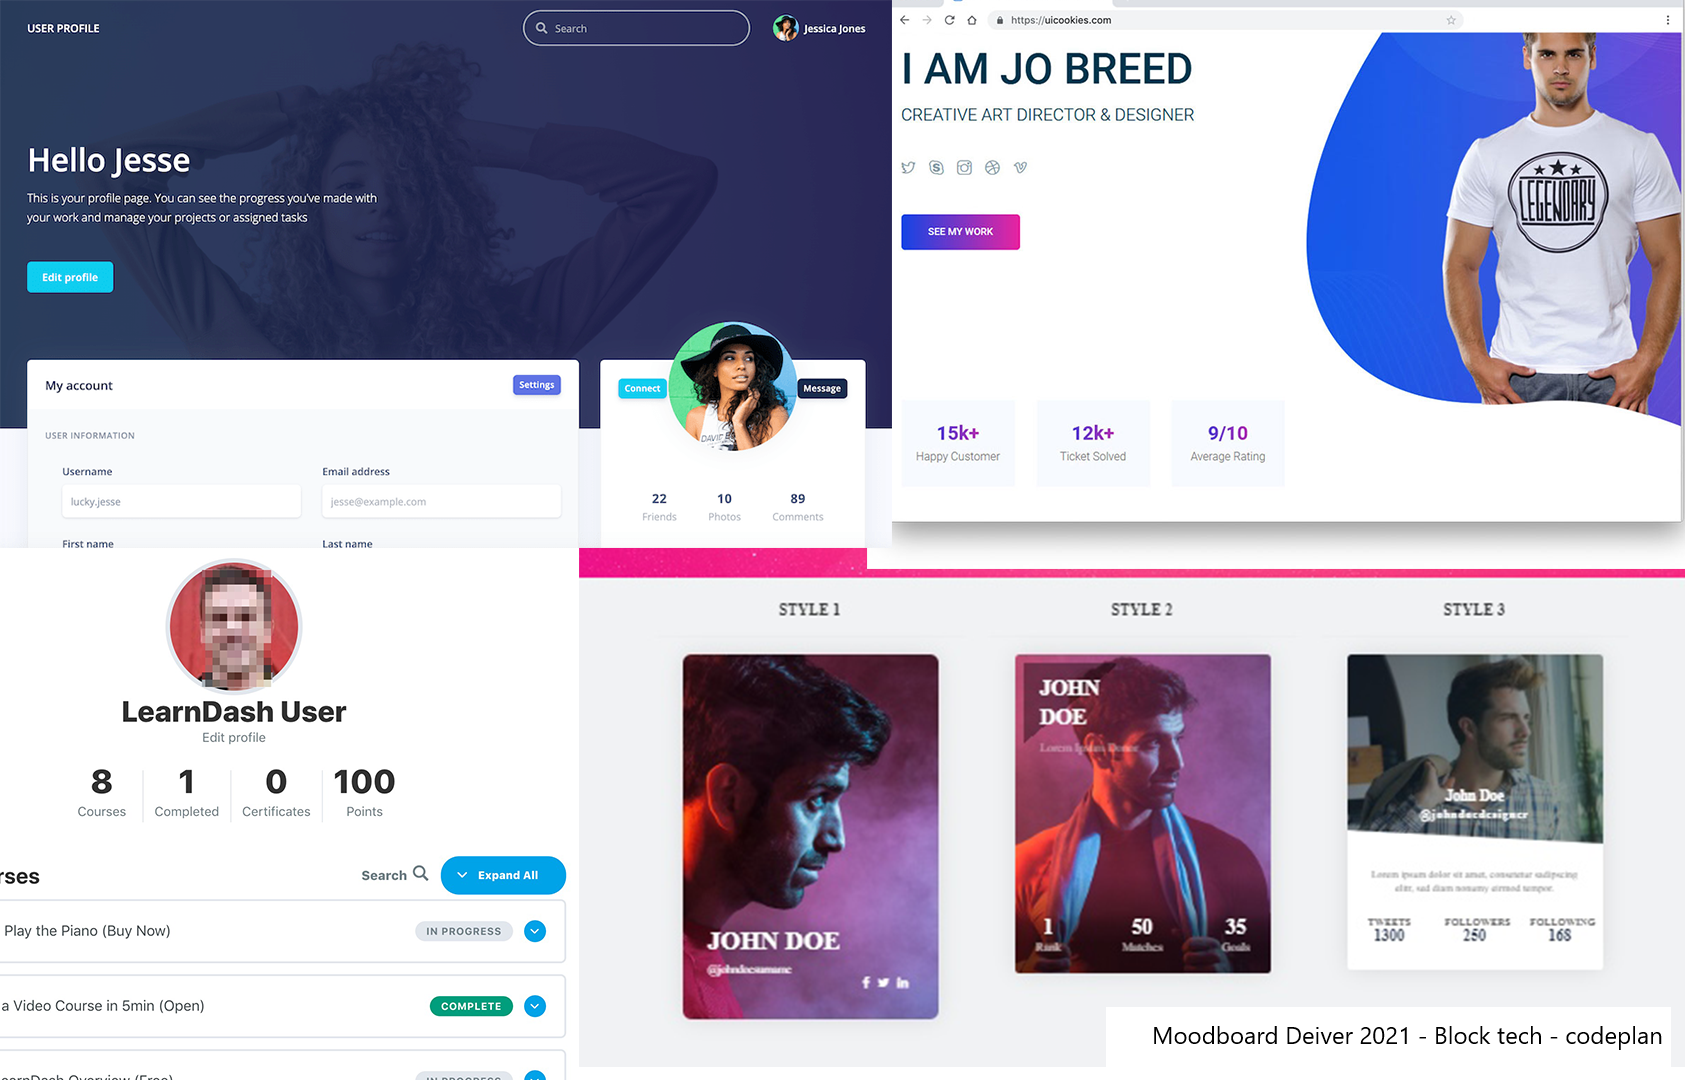 USER PROFILE
Search
Jessica Jones
Hello Jesse
This is your profile page. You can see the progress you've made with
your work and manage your projects or assigned tasks
Edit profile
My account
Settings
USER INFORMATION
Username
Email address
lucky.jesse
jesse@example.com
First name
Last name
Connect
Message
22
10
89
Friends
Photos
Comments
https://uicookies.com
I AM JO BREED
CREATIVE ART DIRECTOR & DESIGNER
SEE MY WORK
LEGENDARY
15k+
Happy Customer
12k+
Ticket Solved
9/10
Average Rating
LearnDash User
Edit profile
8
1
0
100
Courses
Completed
Certificates
Points
rses
Search
Expand All
Play the Piano (Buy Now)
IN PROGRESS
a Video Course in 5min (Open)
COMPLETE
earnDash Overview (Free)
IN PROGRESS
STYLE 1
STYLE 2
STYLE 3
JOHN DOE
JOHN
DOE
Lorem Ipsum
1
50
35
Rank
Matches
Goals
John Doe
@johndoedesigner
Lorem ipsum dolor sit amet, consetetur sadipscing
elitr, sed diam nonumy eirmod tempor.
TWEETS
FOLLOWERS
FOLLOWING
1300
250
168
Moodboard Deiver 2021 - Block tech - codeplan